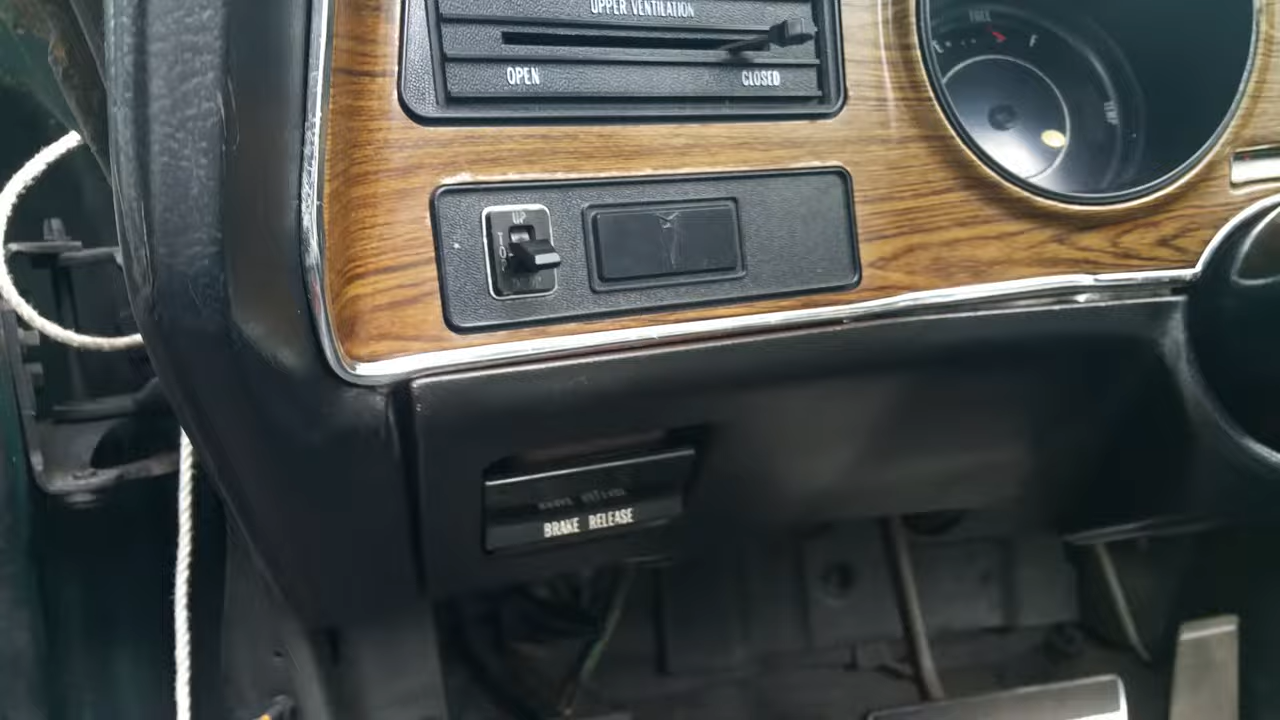 UPPER VENTILATION
OPEN CLOSED
FUEL
E F
TEMP
UP
BRAKE RELEASE